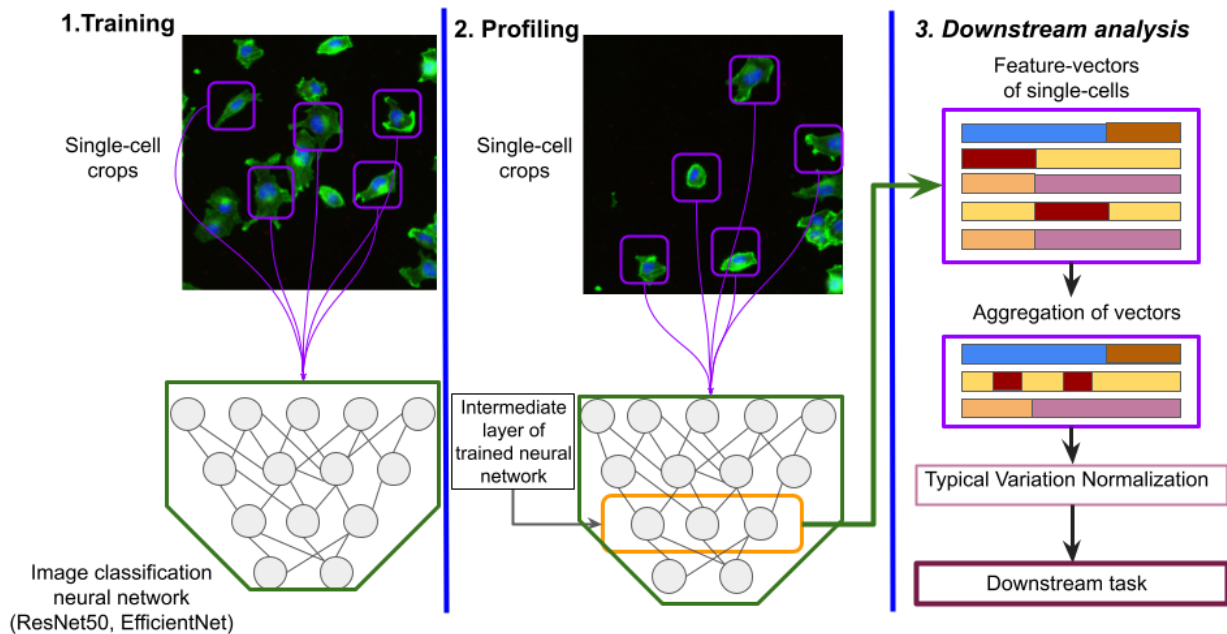 1.Training
Single-cell
crops
Image classification
neural network
(ResNet50, EfficientNet)
2. Profiling
Single-cell
crops
Intermediate
layer of
trained neural
network
3. Downstream analysis
Feature-vectors
of single-cells
Aggregation of vectors
Typical Variation Normalization
Downstream task